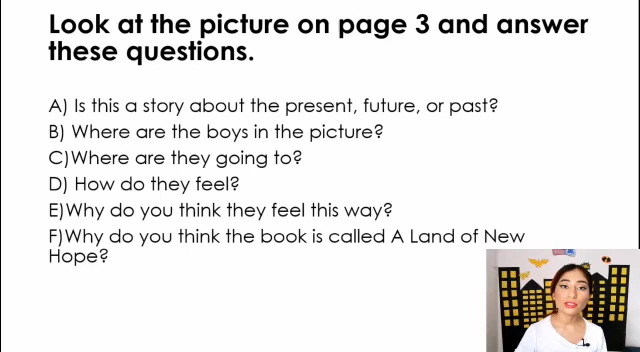 Look at the picture on page 3 and answer
these questions.
A) Is this a story about the present, future, or past?
B) Where are the boys in the picture?
C)Where are they going to?
D) How do they feel?
E)Why do you think they feel this way?
F)Why do you think the book is called A Land of New
Hope?